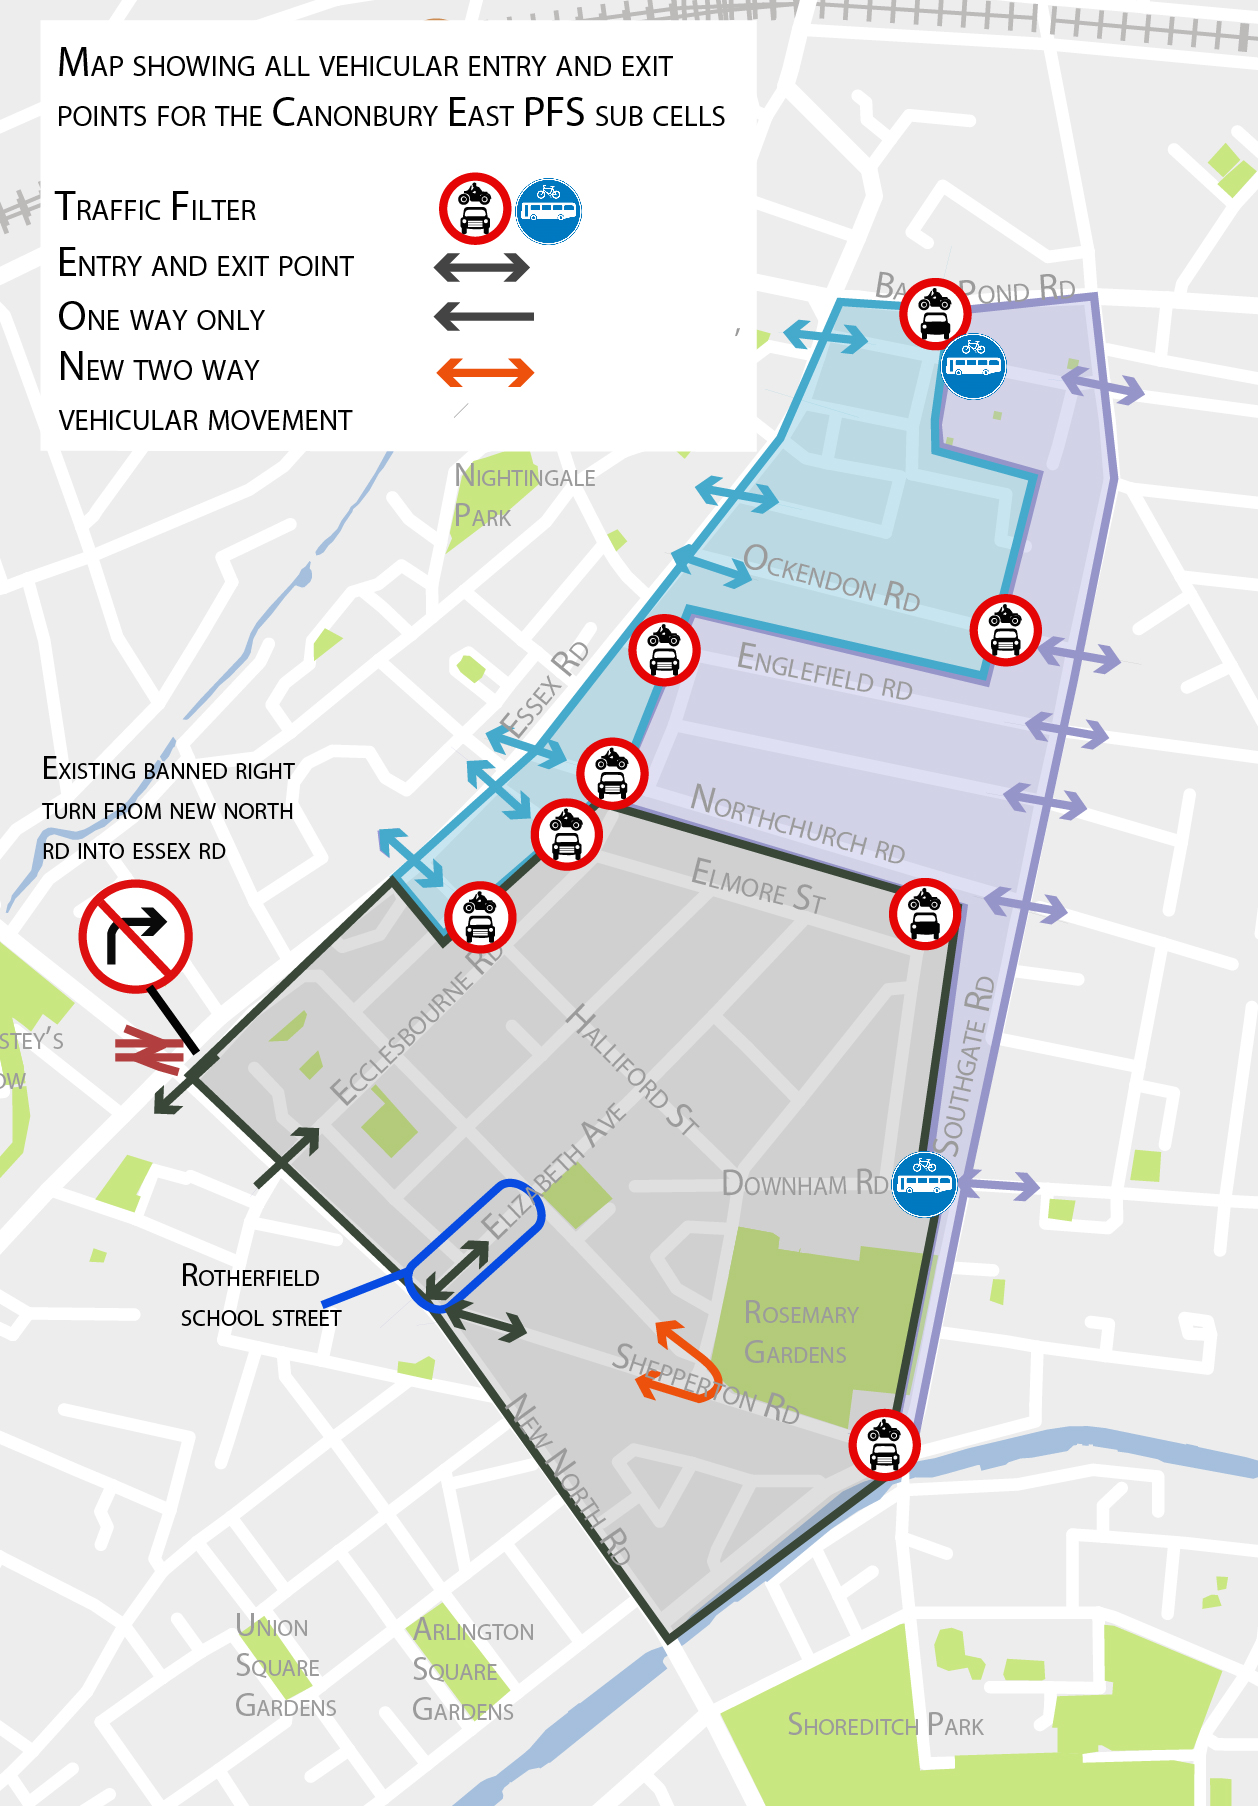 Map showing all vehicular entry and exit
points for the Canonbury East PFS sub cells
Traffic Filter
Entry and exit point
One way only
New two way
vehicular movement
Pond Rd
Nightingale
Park
Ockendon Rd
Englefield rd
Essex Rd
Existing banned right
turn from new north
rd into essex rd
Northchurch rd
Elmore St
Ecclesbourne Rd
Halliford St
Southgate Rd
stey's
ow
Elizabeth Ave
Downham Rd
Rotherfield
school street
Rosemary
Gardens
Shepperton Rd
New North Rd
Union
Square
Gardens
Arlington
Square
Gardens
Shoreditch Park